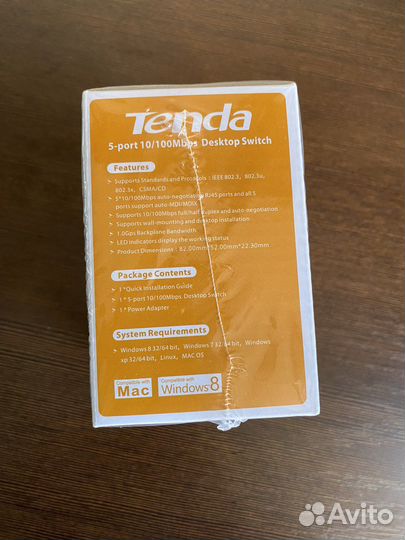 Tenda
5-port 10/100Mbps Desktop Switch
Features
Supports Standards and Protocols : IEEE 802.3, 802.3u,
802.3x, CSMA/CD
5*10/100Mbps auto-negotiating RJ45 ports and all 5
ports support auto-MDI/MDIX
Supports 10/100Mbps full/half duplex and auto-negotiation
Supports wall-mounting and desktop installation
1.0Gps Backplane Bandwidth
LED indicators display the working status
Product Dimensions : 82.00mm*52.00mm*22.30mm
Package Contents
1 *Quick Installation Guide
1 * 5-port 10/100Mbps Desktop Switch
1 * Power Adapter
System Requirements
Windows 8 32/64 bit, Windows 7 32/64 bit, Windows
xp 32/64 bit, Linux, MAC OS
Compatible with
Mac
Compatible with
Windows 8
Avito